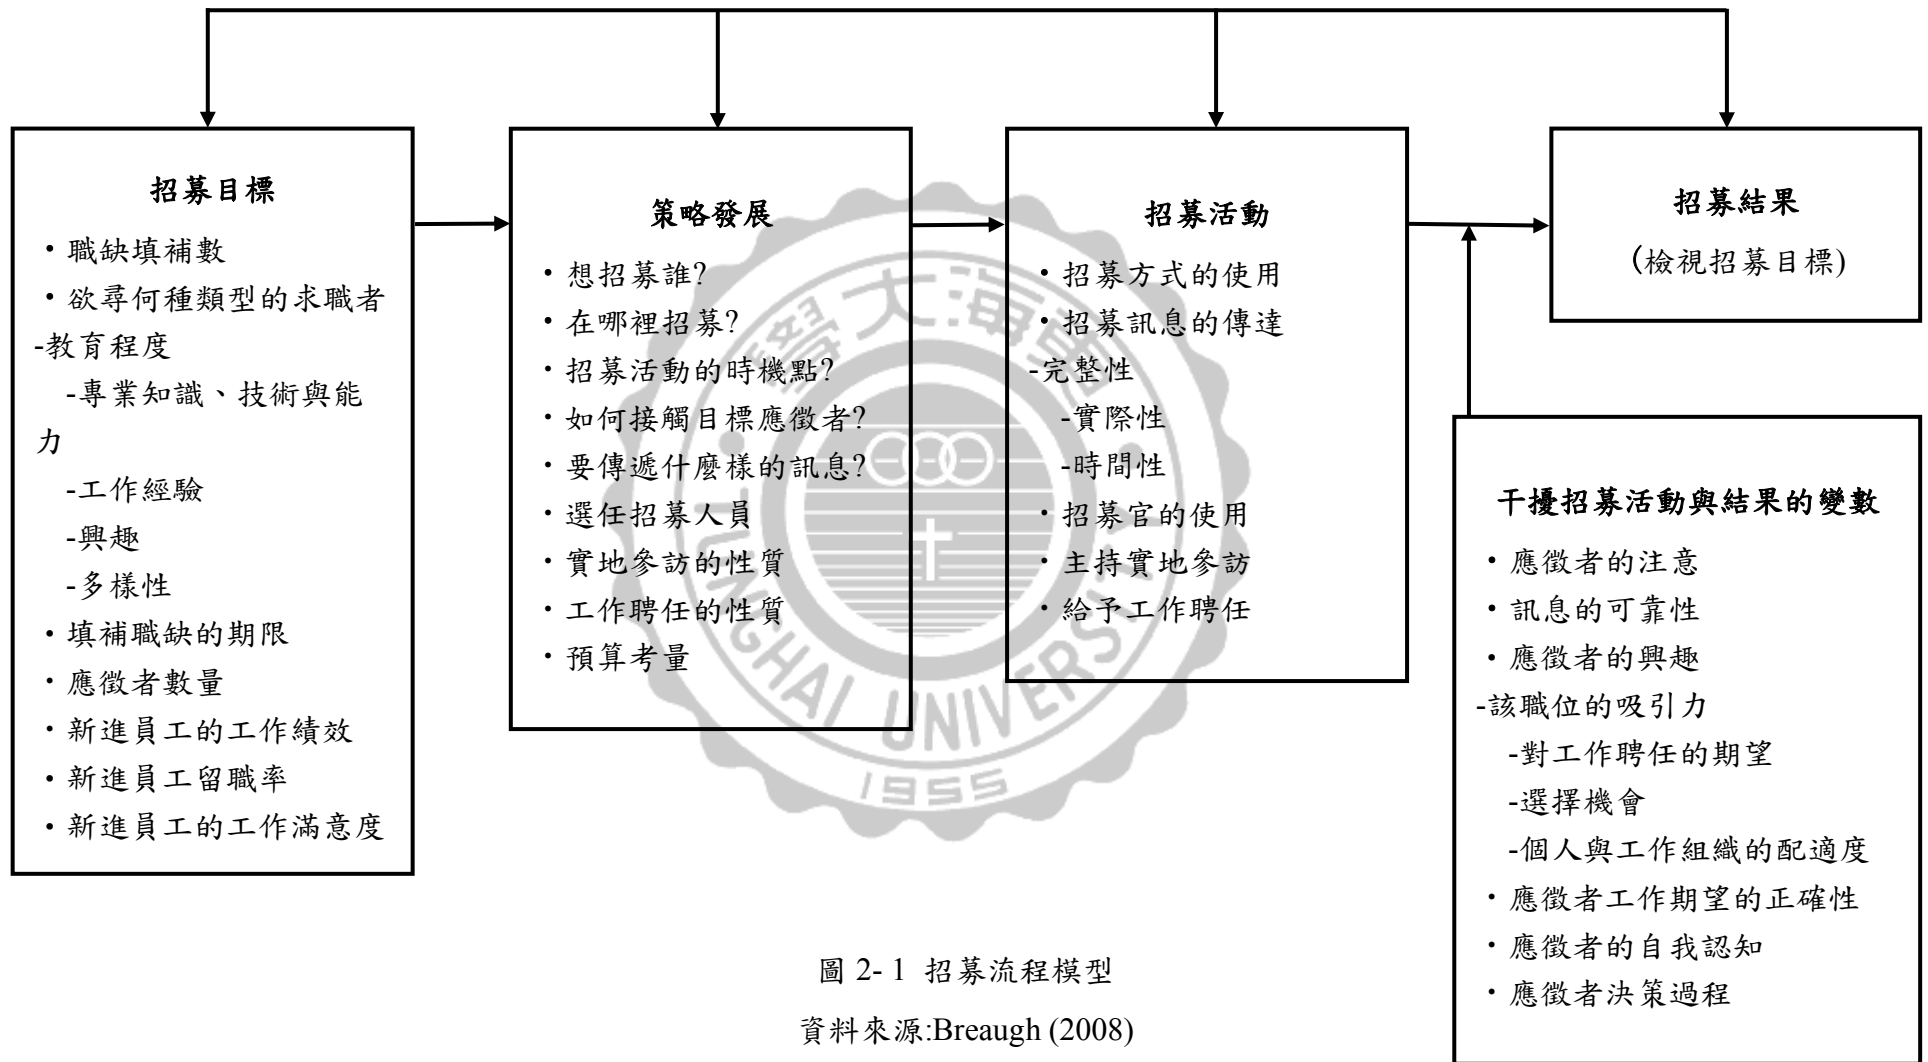 招募目標
・職缺填補數
・欲尋何種類型的求職者
-教育程度
-專業知識、技術與能
力
-工作經驗
-興趣
-多樣性
・填補職缺的期限
・應徵者數量
・新進員工的工作績效
・新進員工留職率
・新進員工的工作滿意度
策略發展
・想招募誰?
・在哪裡招募?
・招募活動的時機點?
・如何接觸目標應徵者?
・要傳遞什麼樣的訊息?
・選任招募人員
・實地參訪的性質
・工作聘任的性質
・預算考量
招募活動
・招募方式的使用
・招募訊息的傳達
-完整性
-實際性
-時間性
・招募官的使用
・主持實地參訪
・給予工作聘任
招募結果
(檢視招募目標)
干擾招募活動與結果的變數
・應徵者的注意
・訊息的可靠性
・應徵者的興趣
-該職位的吸引力
-對工作聘任的期望
-選擇機會
-個人與工作組織的配適度
・應徵者工作期望的正確性
・應徵者的自我認知
・應徵者決策過程
學大海東
TUNGHAI UNIVERSITY
1955
圖 2- 1 招募流程模型
資料來源:Breaugh (2008)